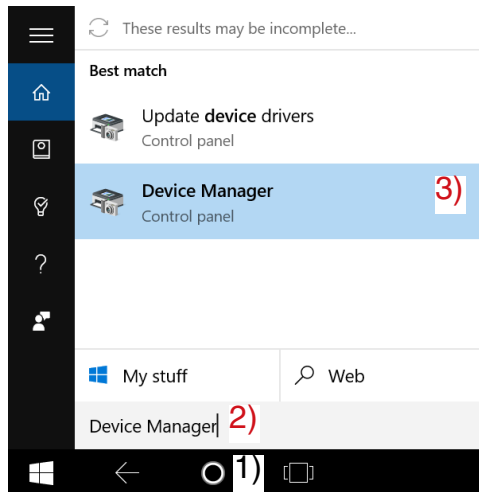 These results may be incomplete...
Best match
Update device drivers
Control panel
Device Manager
3)
Control panel
?
My stuff
Web
Device Manager
2)
1)